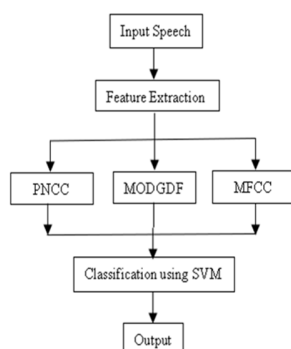 Input Speech
Feature Extraction
PNCC
MODGDF
MFCC
Classification using SVM
Output